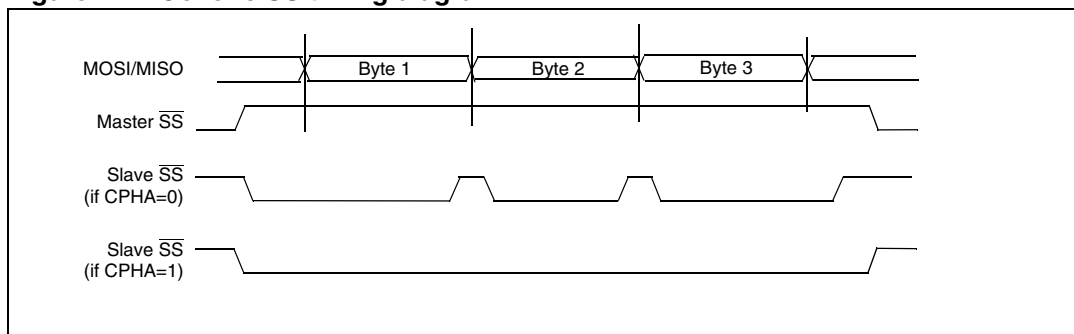 MOSI/MISO
Byte 1
Byte 2
Byte 3
Master SS
Slave SS
(if CPHA=0)
Slave SS
(if CPHA=1)